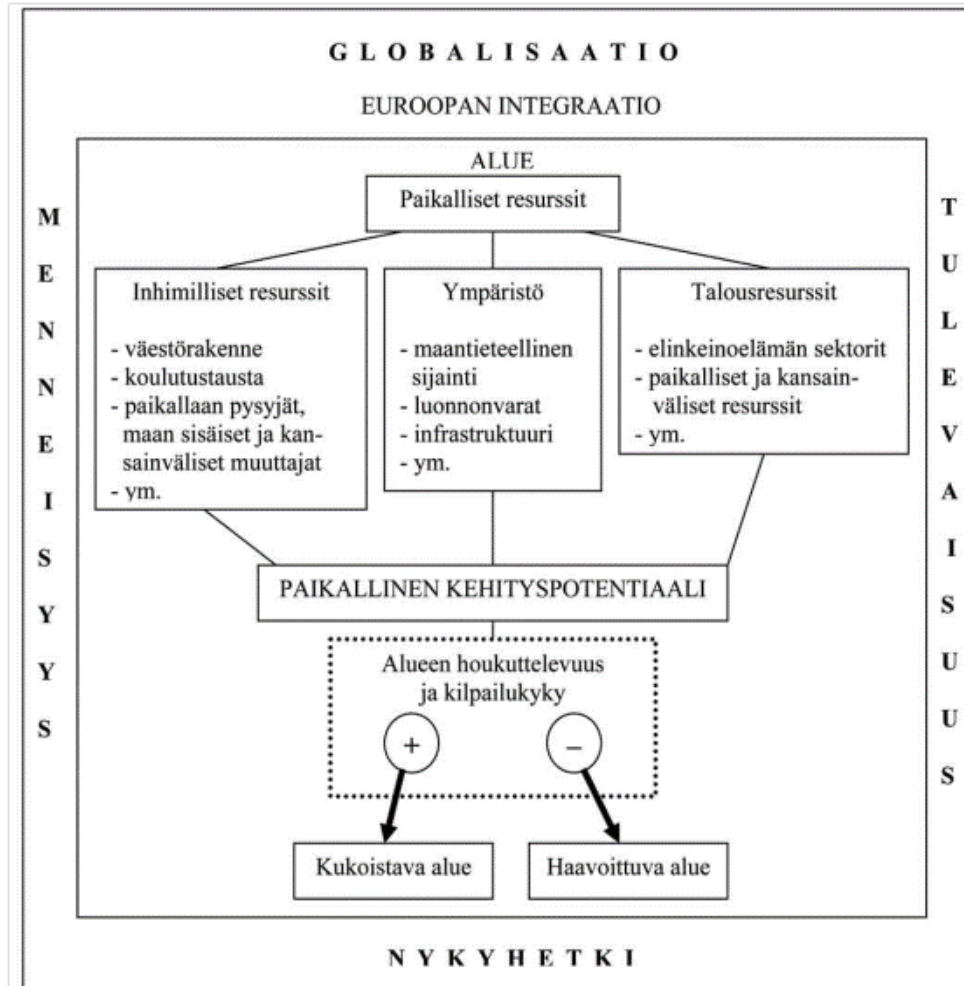 GLOBALISAATIO
EUROOPAN INTEGRAATIO
MENNEISYYS
TULEVAISUUS
ALUE
Paikalliset resurssit
Inhimilliset resurssit
- väestörakenne
- koulutustausta
- paikallaan pysyjät,
maan sisäiset ja kan-
sainväliset muuttajat
- ym.
Ympäristö
- maantieteellinen
sijainti
- luonnonvarat
- infrastruktuuri
- ym.
Talousresurssit
- elinkeinoelämän sektorit
- paikalliset ja kansain-
väliset resurssit
- ym.
PAIKALLINEN KEHITYSPOTENTIAALI
Alueen houkuttelevuus
ja kilpailukyky
+
–
Kukoistava alue
Haavoittuva alue
NYKYHETKI